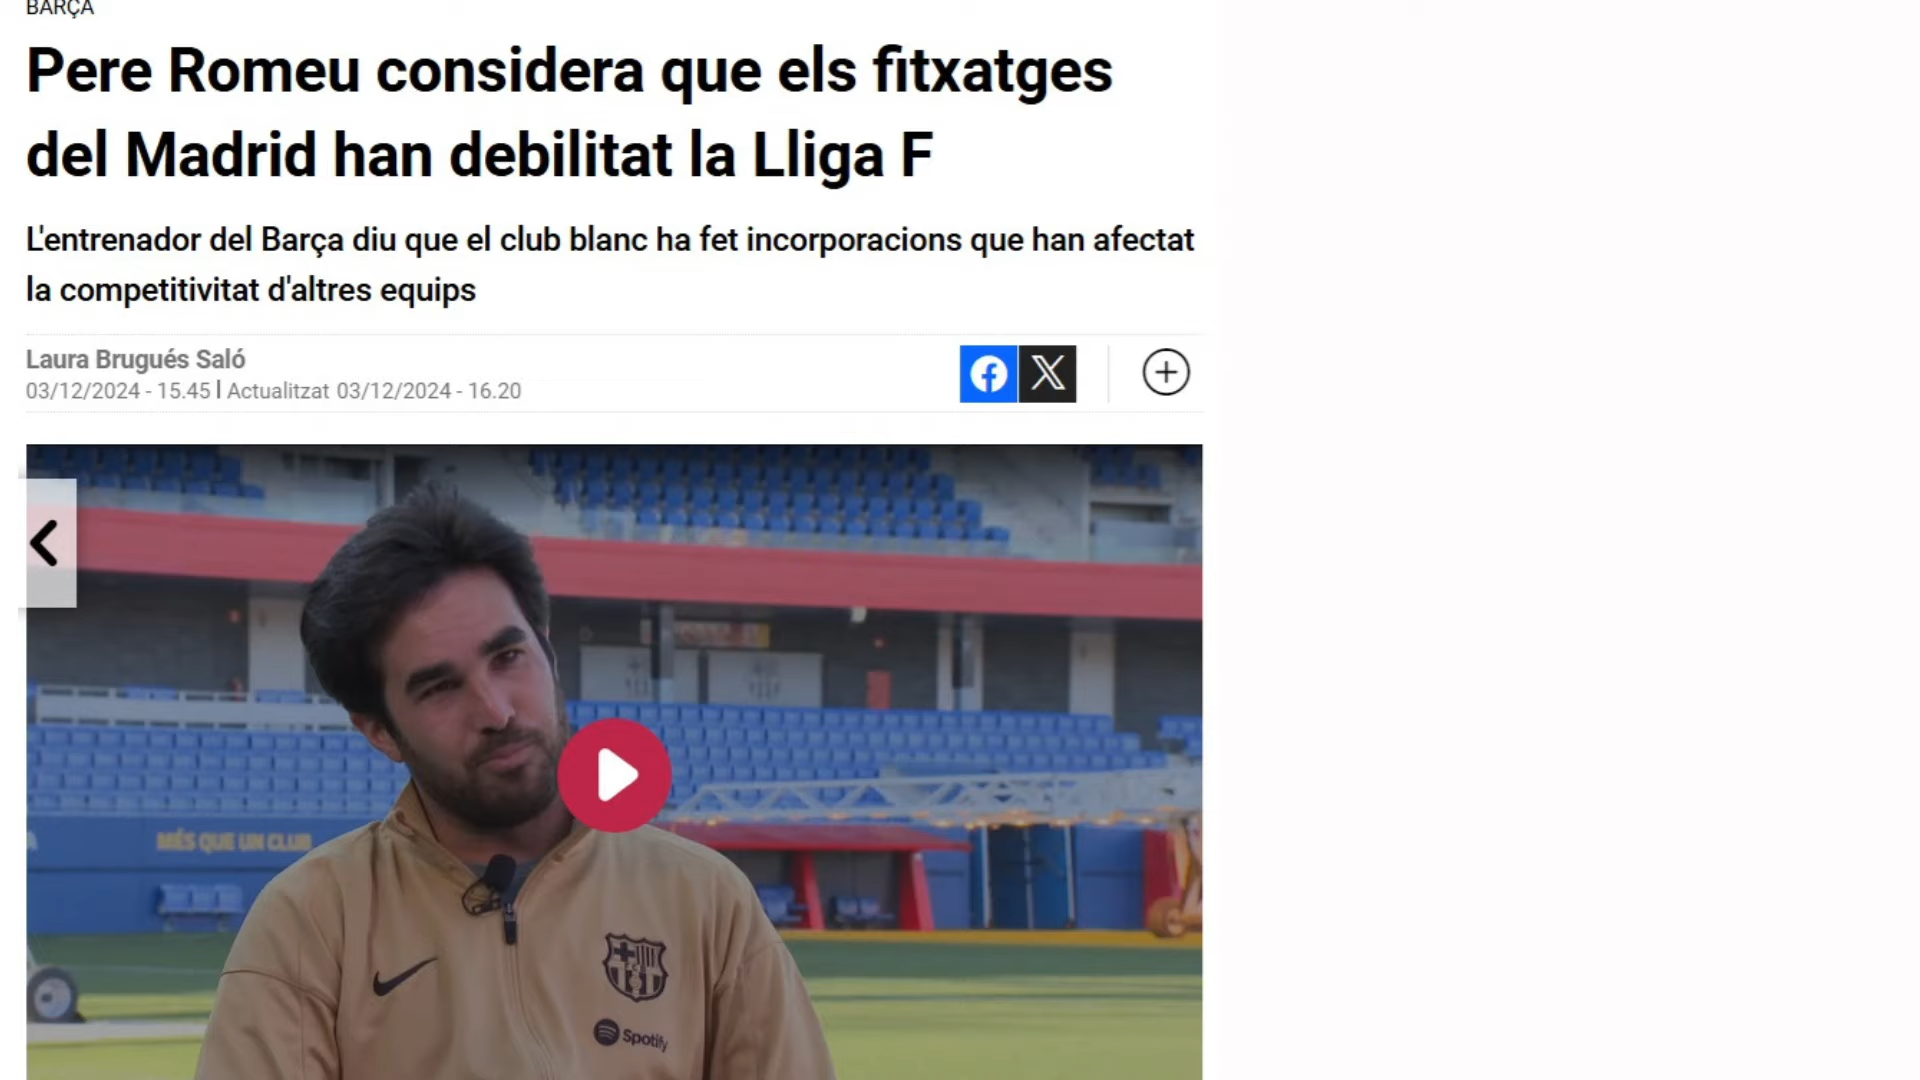 BARÇA
Pere Romeu considera que els fitxatges
del Madrid han debilitat la Lliga F
L'entrenador del Barça diu que el club blanc ha fet incorporacions que han afectat
la competitivitat d'altres equips
Laura Brugués Saló
03/12/2024 - 15.45 | Actualitzat 03/12/2024 - 16.20
MÉS QUE UN CLUB
Spotify